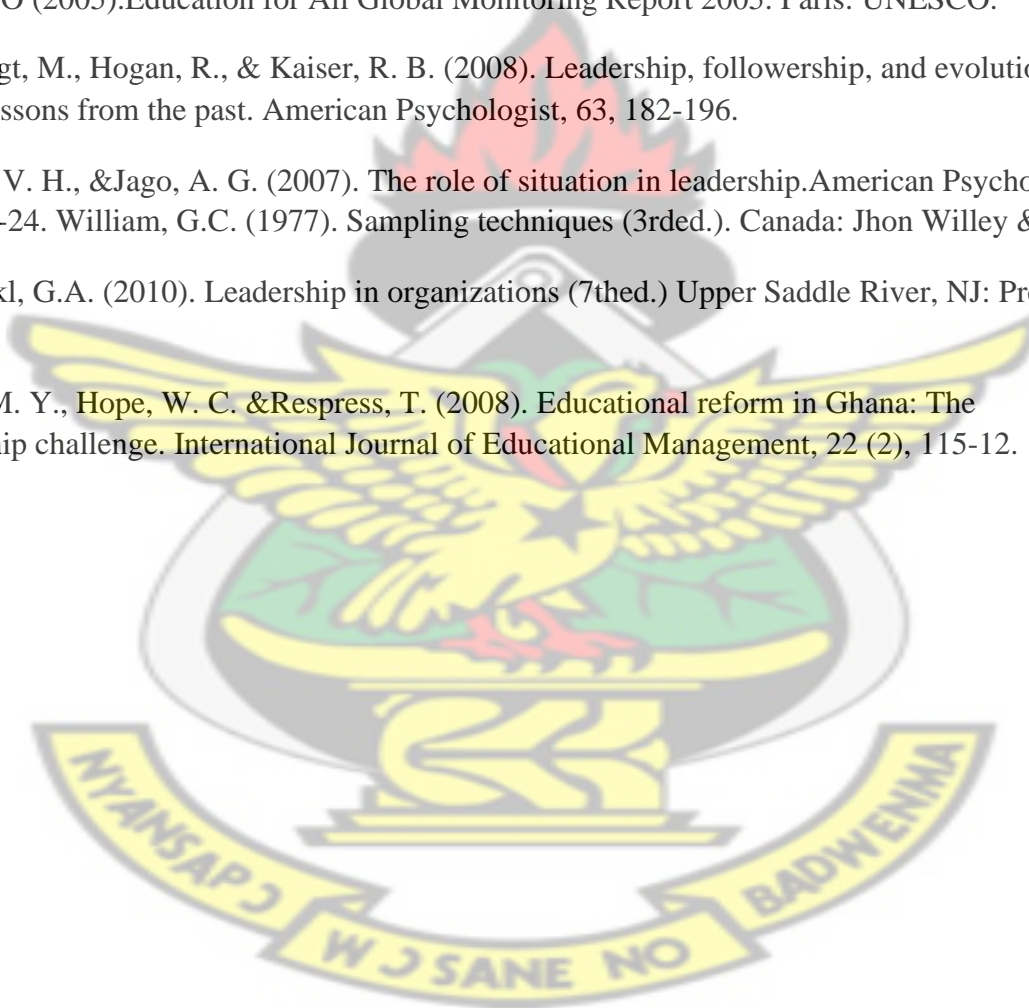 O (2005).Education for All Global Monitoring Report 2005. Paris: UNESCO.
gt, M., Hogan, R., & Kaiser, R. B. (2008). Leadership, followership, and evolutio
ssons from the past. American Psychologist, 63, 182-196.
V. H., &Jago, A. G. (2007). The role of situation in leadership.American Psycho
-24. William, G.C. (1977). Sampling techniques (3rded.). Canada: Jhon Willey &
kl, G.A. (2010). Leadership in organizations (7thed.) Upper Saddle River, NJ: Pr
M. Y., Hope, W. C. &Respress, T. (2008). Educational reform in Ghana: The
ip challenge. International Journal of Educational Management, 22 (2), 115-12.
NYANSAPƆ WƆSANE NO BADWENMA